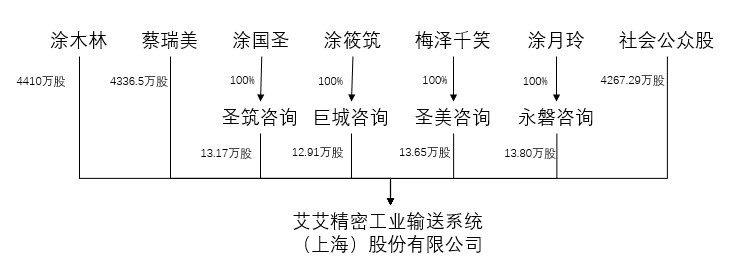 涂木林 蔡瑞美 涂国圣 涂筱筑 梅泽千笑 涂月玲 社会公众股
4410万股 4336.5万股 100% 100% 100% 100% 4267.29万股
圣筑咨询 巨城咨询 圣美咨询 永磐咨询
13.17万股 12.91万股 13.65万股 13.80万股
艾艾精密工业输送系统
（上海）股份有限公司